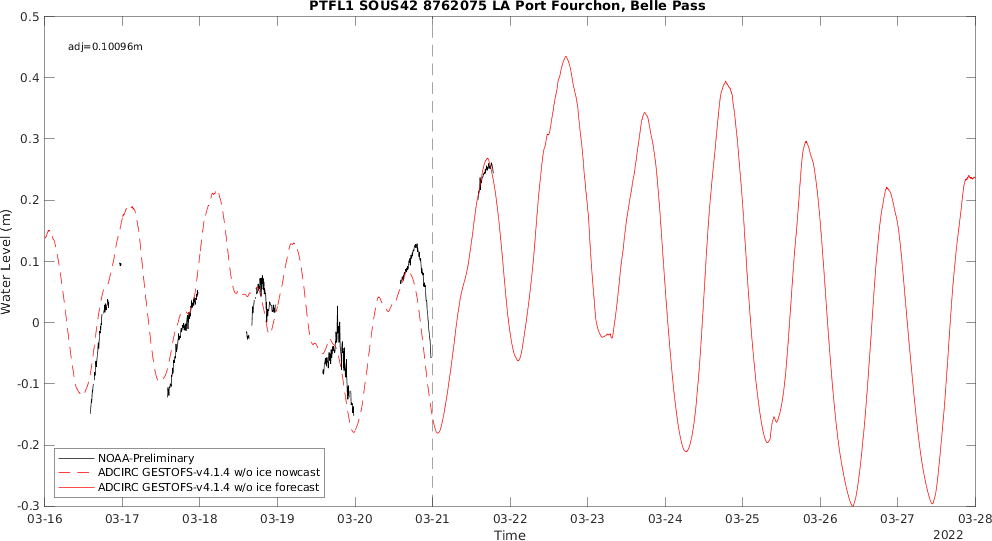 PTFL1 SOUS42 8762075 LA Port Fourchon, Belle Pass
adj=0.10096m
0.5
0.4
0.3
0.2
0.1
0
-0.1
-0.2
-0.3
Water Level (m)
NOAA-Preliminary
ADCIRC GESTOFS-v4.1.4 w/o ice nowcast
ADCIRC GESTOFS-v4.1.4 w/o ice forecast
03-16 03-17 03-18 03-19 03-20 03-21 03-22 03-23 03-24 03-25 03-26 03-27 03-28
Time
2022